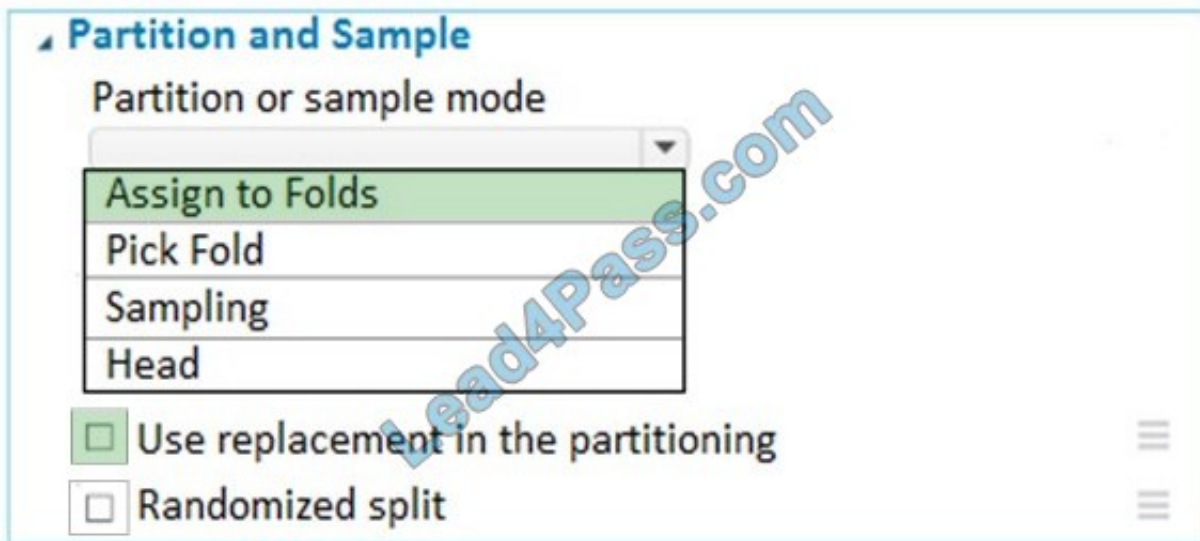 Partition and Sample
Partition or sample mode
Assign to Folds
Pick Fold
Sampling
Head
Use replacement in the partitioning
Randomized split
Lead4Pass.com